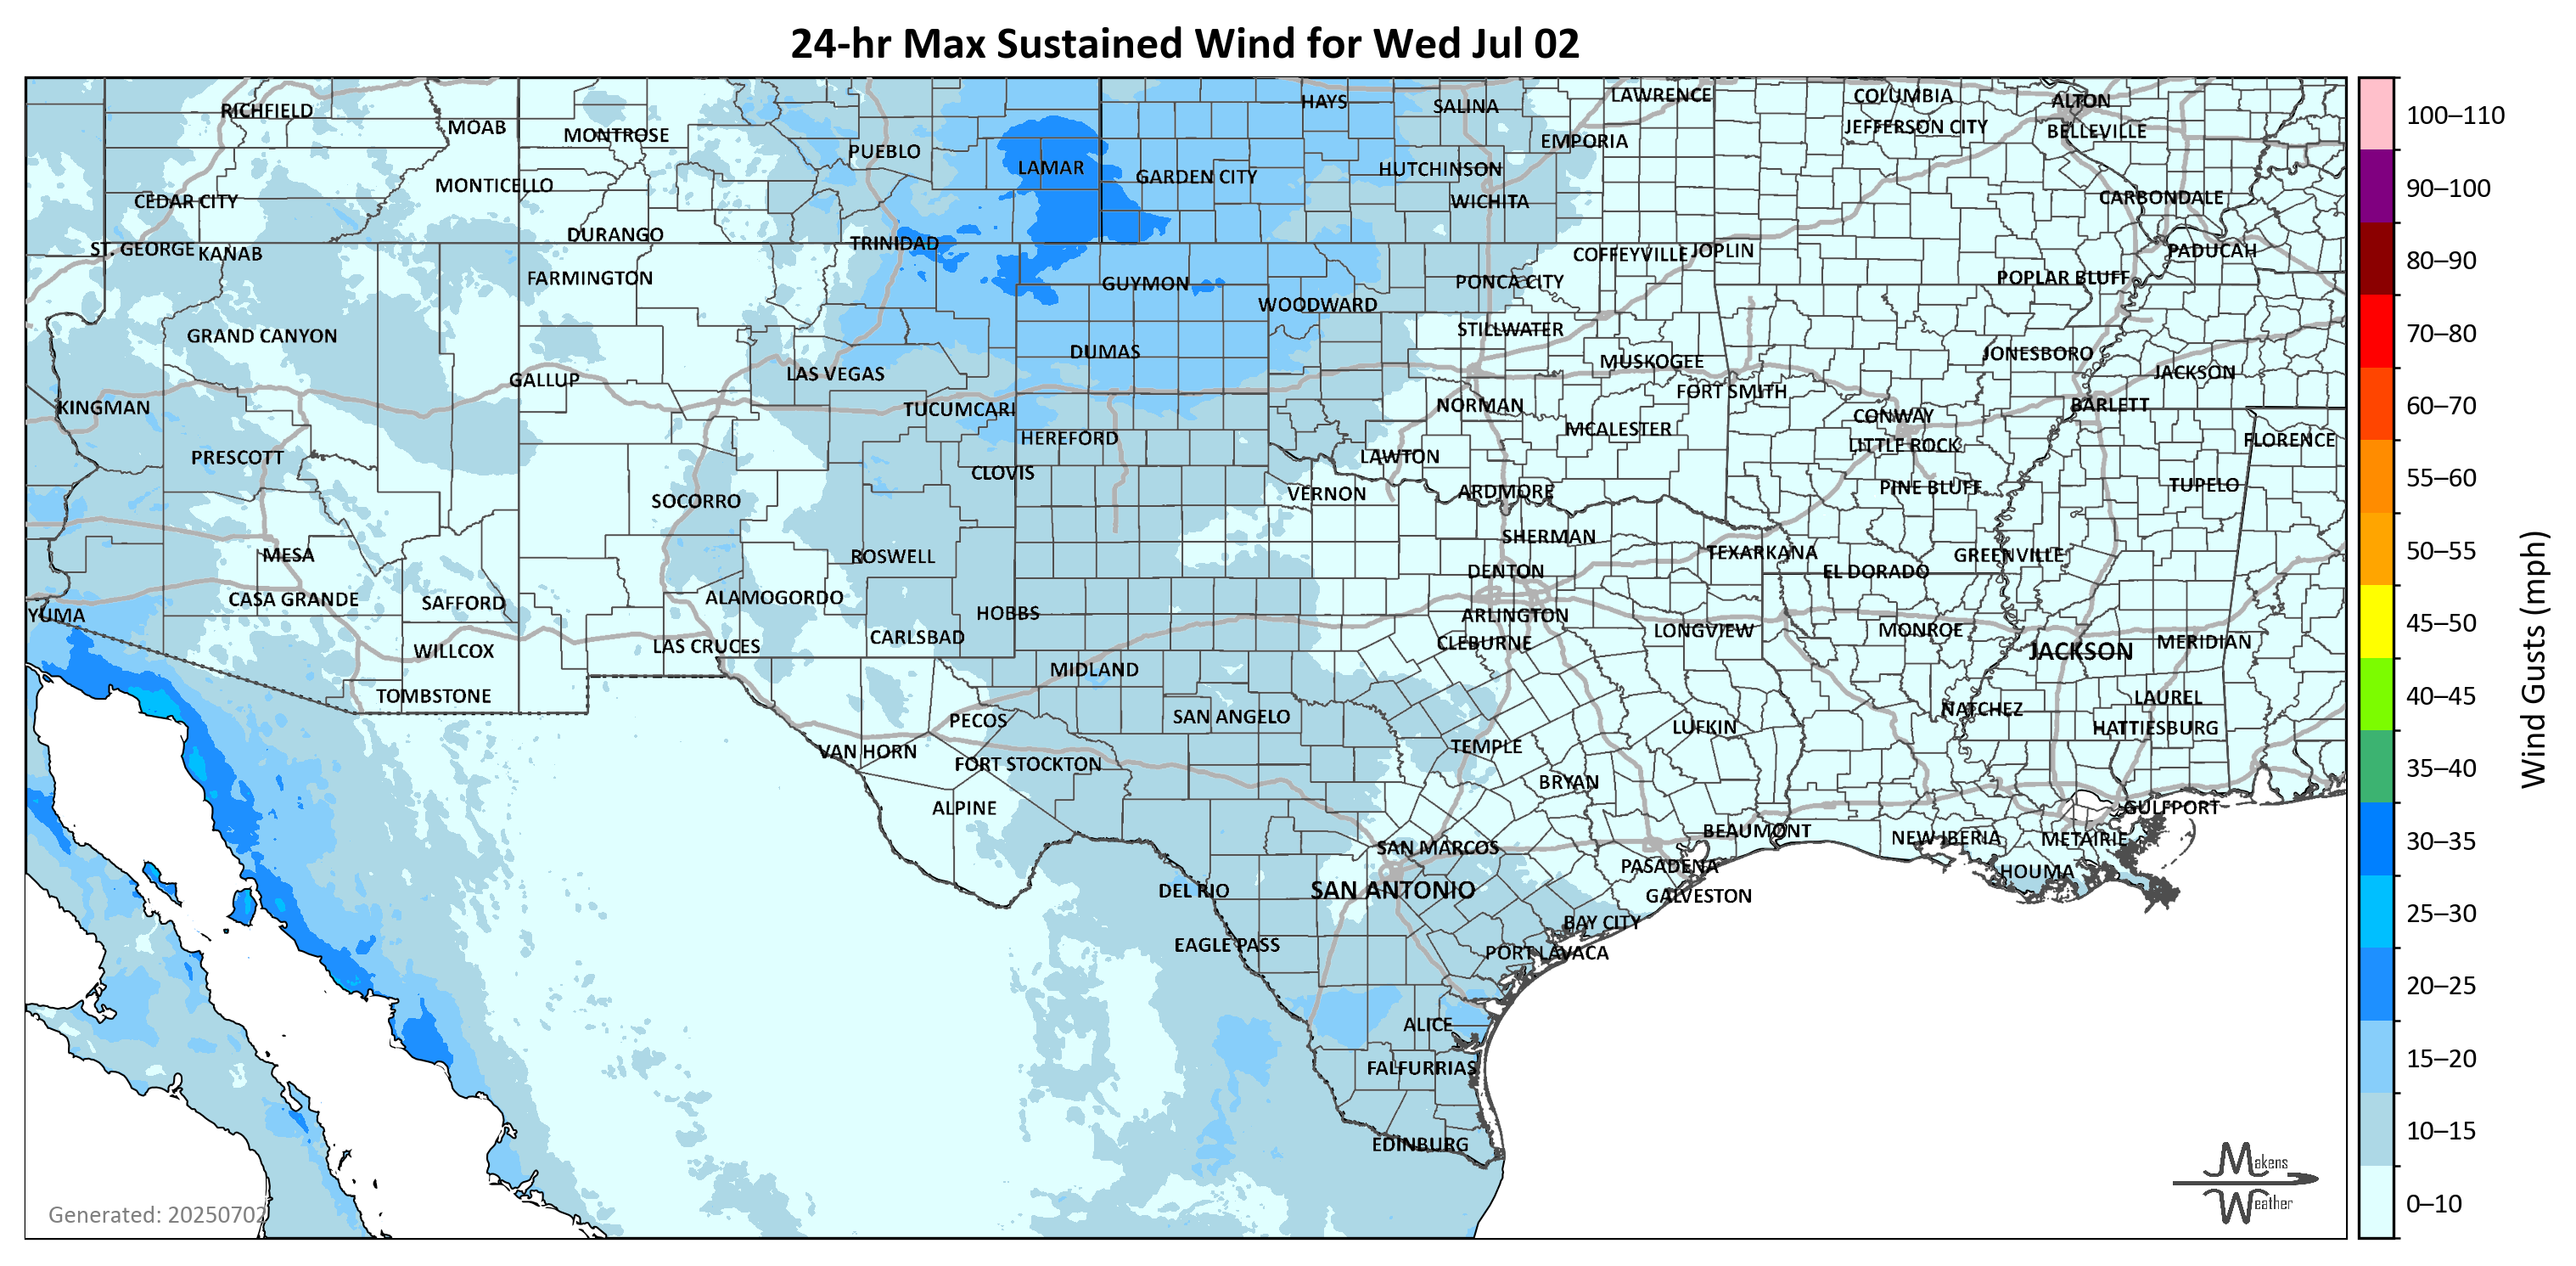 24-hr Max Sustained Wind for Wed Jul 02
RICHFIELD
MOAB
MONTROSE
PUEBLO
LAMAR
HAYS
SALINA
LAWRENCE
COLUMBIA
ALTON
EMPORIA
JEFFERSON CITY
BELLEVILLE
CEDAR CITY
MONTICELLO
GARDEN CITY
HUTCHINSON
WICHITA
CARBONDALE
ST. GEORGE
KANAB
DURANGO
TRINIDAD
COFFEYVILLE
JOPLIN
PADUCAH
FARMINGTON
GUYMON
PONCA CITY
POPLAR BLUFF
WOODWARD
GRAND CANYON
STILLWATER
DUMAS
MUSKOGEE
JONESBORO
GALLUP
LAS VEGAS
FORT SMITH
JACKSON
KINGMAN
TUCUMCARI
NORMAN
CONWAY
BARLETT
HEREFORD
MCALESTER
LITTLE ROCK
FLORENCE
PRESCOTT
CLOVIS
LAWTON
SOCORRO
VERNON
ARDMORE
PINE BLUFF
TUPELO
MESA
ROSWELL
SHERMAN
TEXARKANA
GREENVILLE
DENTON
EL DORADO
CASA GRANDE
SAFFORD
ALAMOGORDO
HOBBS
ARLINGTON
YUMA
WILLCOX
LAS CRUCES
CARLSBAD
CLEBURNE
LONGVIEW
MONROE
JACKSON
MERIDIAN
TOMBSTONE
MIDLAND
LAUREL
PECOS
SAN ANGELO
NATCHEZ
HATTIESBURG
VAN HORN
FORT STOCKTON
TEMPLE
LUFKIN
BRYAN
ALPINE
GULFPORT
SAN MARCOS
BEAUMONT
NEW IBERIA
METAIRIE
DEL RIO
SAN ANTONIO
PASADENA
GALVESTON
HOUMA
EAGLE PASS
BAY CITY
PORT LAVACA
ALICE
FALFURRIAS
EDINBURG
Generated: 20250702
Makens
Weather
100–110
90–100
80–90
70–80
60–70
55–60
50–55
45–50
40–45
35–40
30–35
25–30
20–25
15–20
10–15
0–10
Wind Gusts (mph)